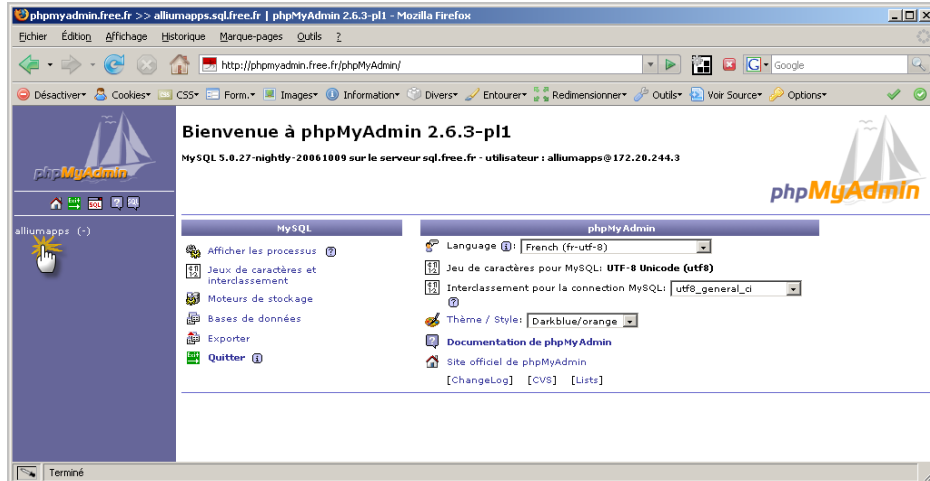 phpmyadmin.free.fr >> alliumapps.sql.free.fr | phpMyAdmin 2.6.3-pl1 - Mozilla Firefox
Fichier Édition Affichage Historique Marque-pages Outils ?
http://phpmyadmin.free.fr/phpMyAdmin/
G Google
Désactiver Cookies CSS Form. Images Information Divers Entourer Redimensionner Outils Voir Source Options
phpMyAdmin
Exit SQL ?
alliumapps (-)
Bienvenue à phpMyAdmin 2.6.3-pl1
MySQL 5.0.27-nightly-20061009 sur le serveur sql.free.fr - utilisateur : alliumapps@172.20.244.3
phpMyAdmin
MySQL
Afficher les processus
Jeux de caractères et
interclassement
Moteurs de stockage
Bases de données
Exporter
Quitter
phpMyAdmin
Language : French (fr-utf-8)
Jeu de caractères pour MySQL: UTF-8 Unicode (utf8)
Interclassement pour la connection MySQL: utf8_general_ci
Thème / Style: Darkblue/orange
Documentation de phpMyAdmin
Site officiel de phpMyAdmin
[ChangeLog] [CVS] [Lists]
Terminé